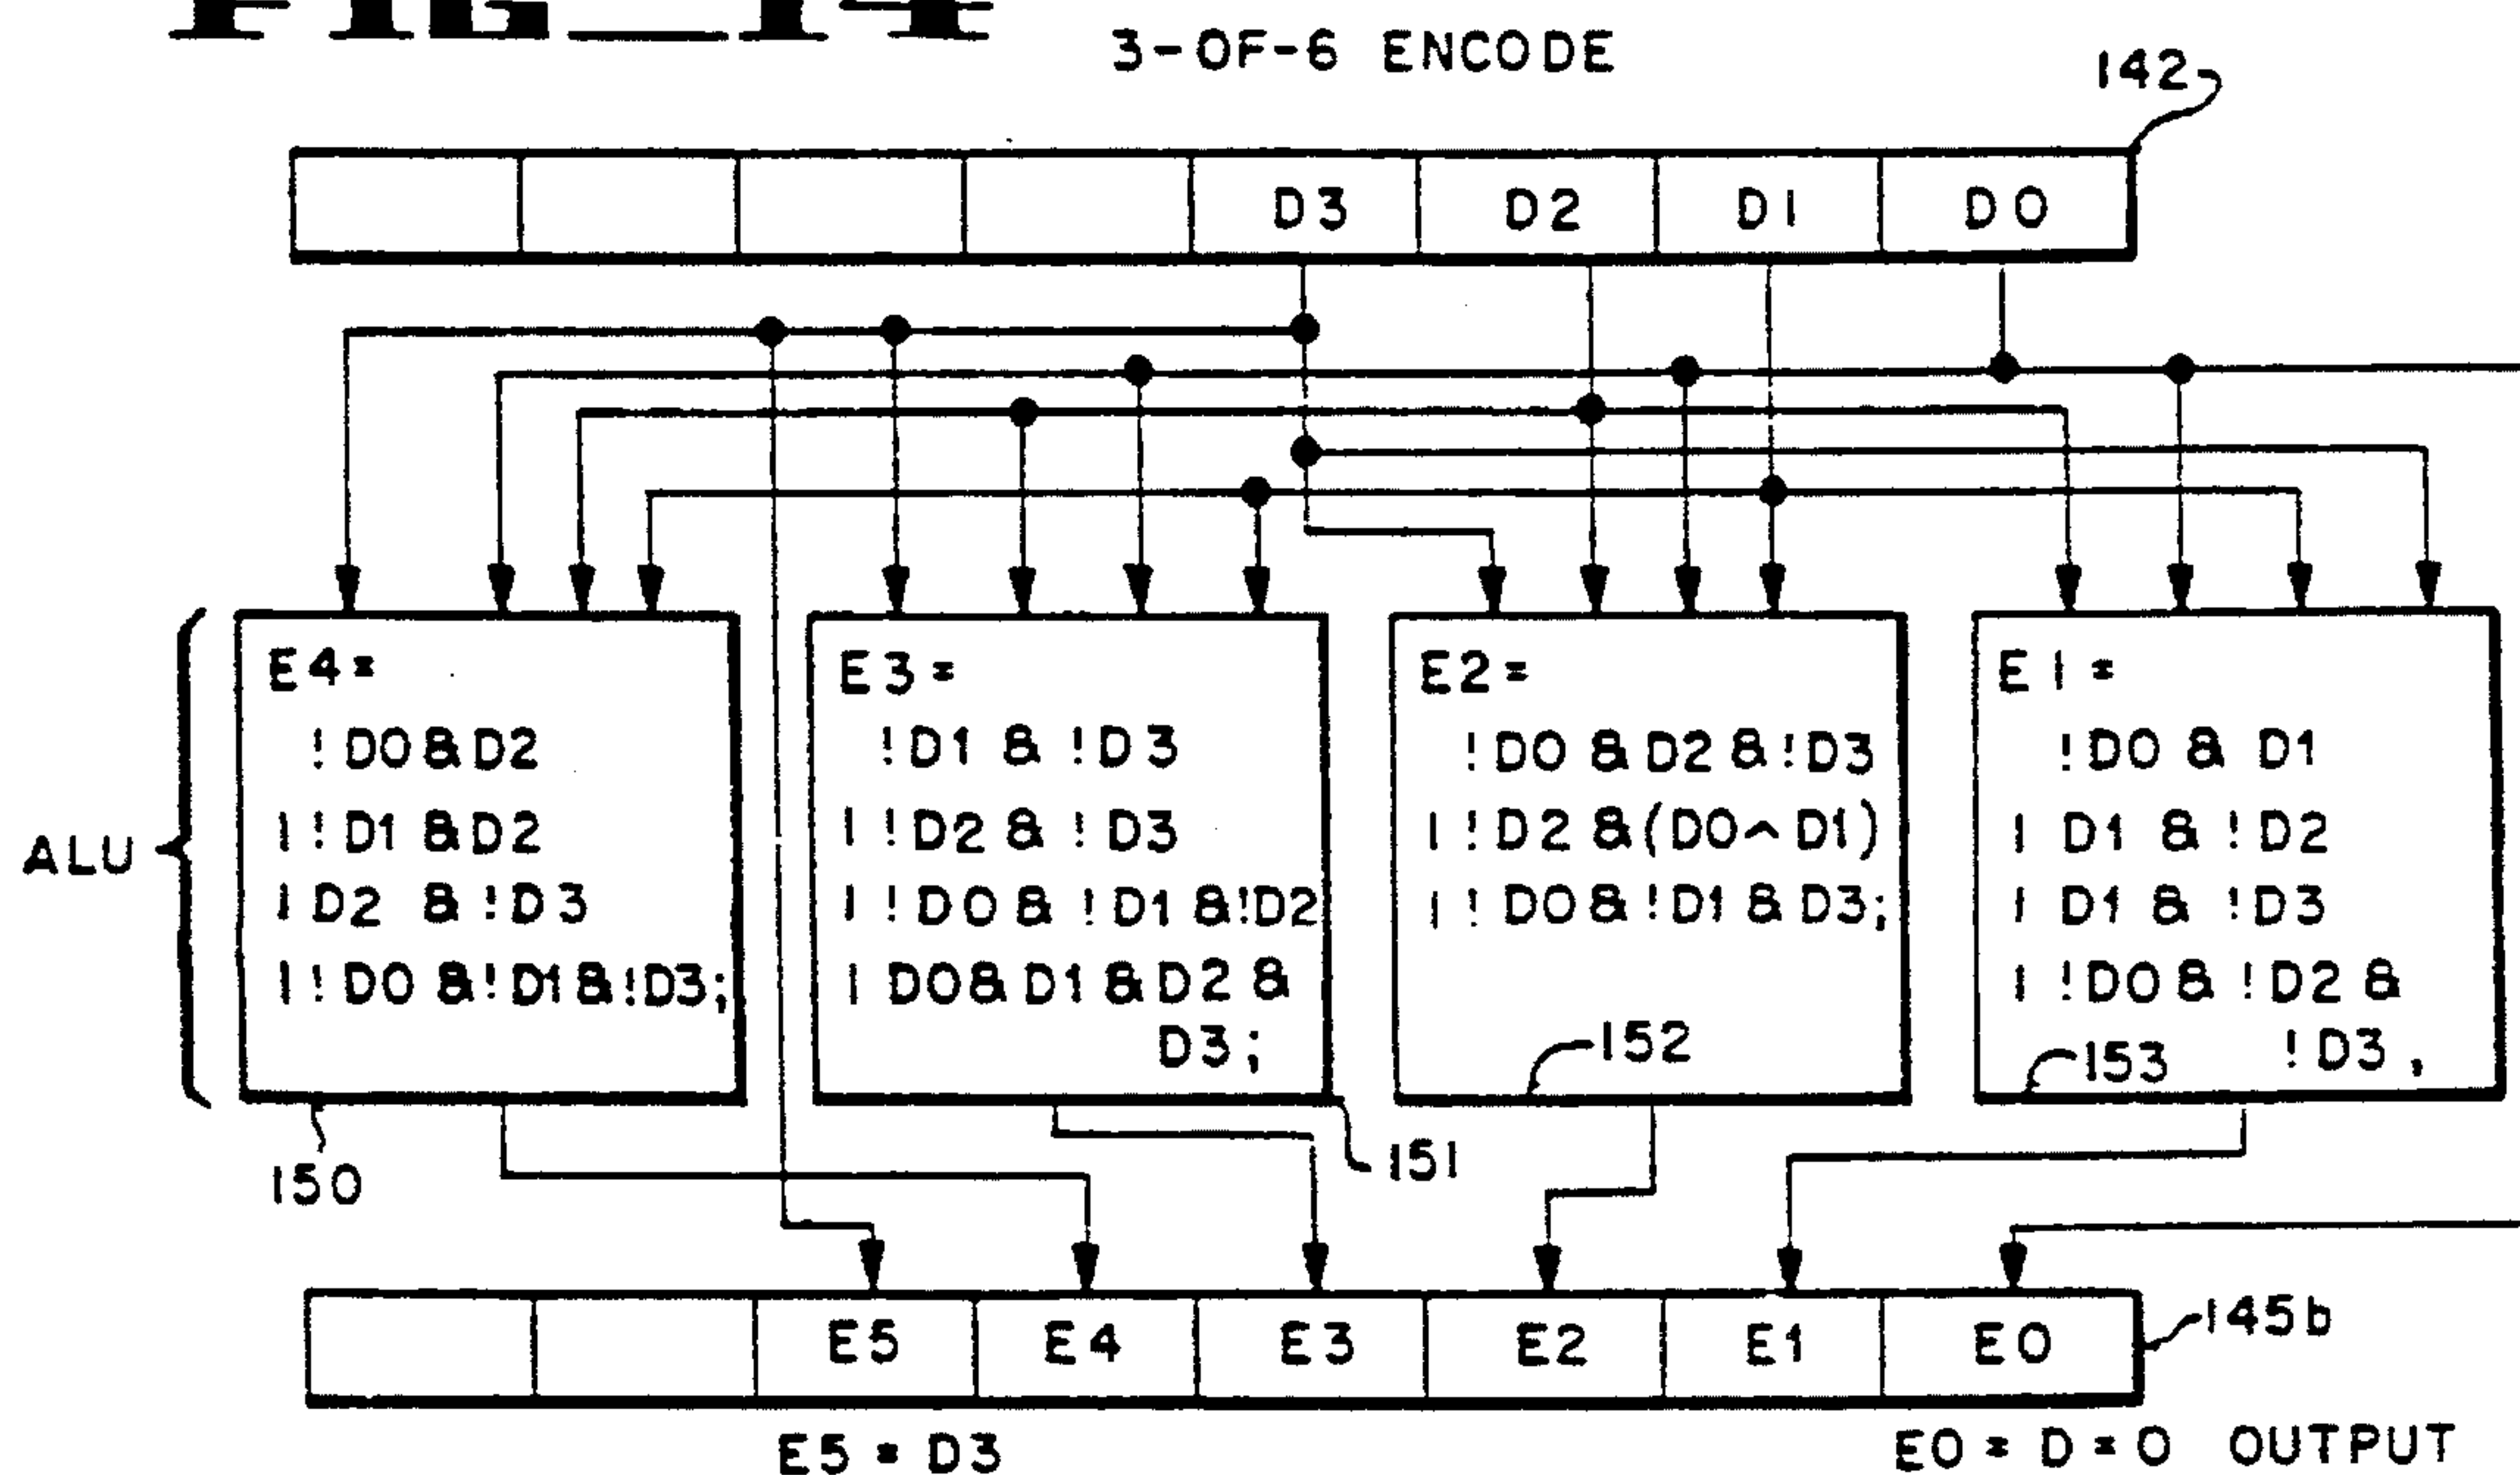 FIG_14
3-OF-6 ENCODE
142
D3 D2 D1 D0
ALU
E4=
!D0&D2
|!D1&D2
|D2 &!D3
|!D0 &!D1&!D3;
E3=
!D1 & !D3
|!D2 & !D3
|!D0 & !D1 &!D2
|D0&D1&D2 &
D3;
E2=
!D0 &D2 &!D3
|!D2 &(D0^D1)
|!D0&!D1&D3;
152
E1=
!D0 & D1
| D1 & !D2
| D1 & !D3
| !D0& !D2 &
!D3,
153
150
151
E5 E4 E3 E2 E1 E0
145b
E5 = D3
E0 = D = 0 OUTPUT